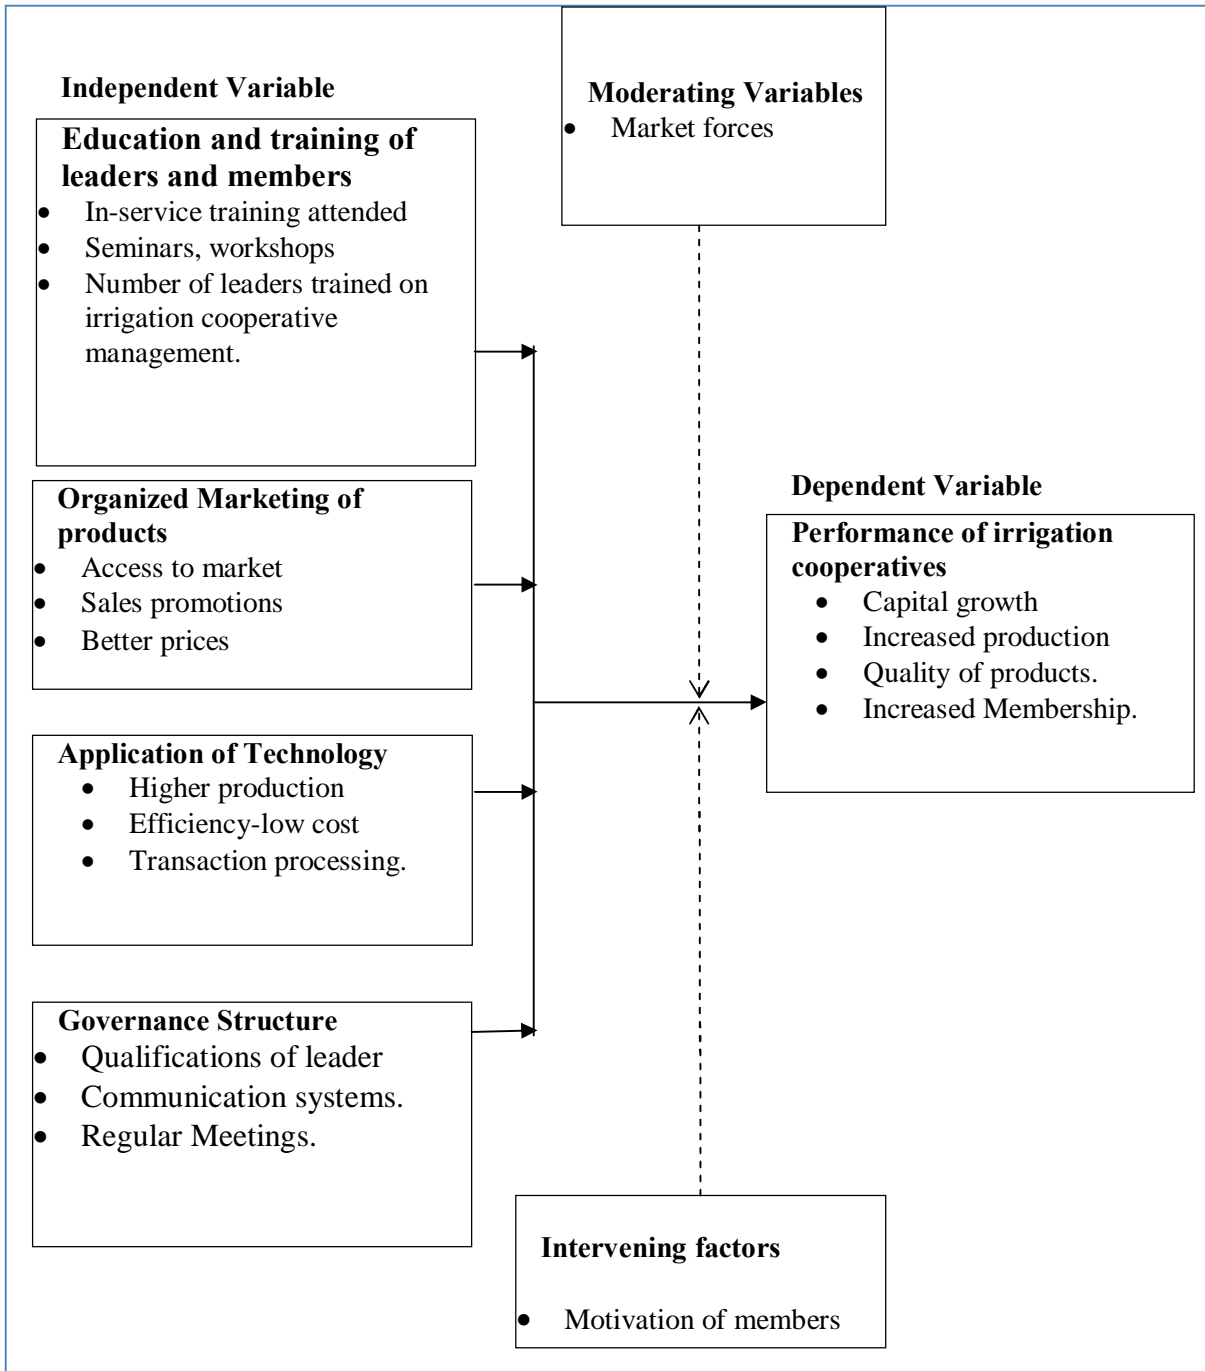 Independent Variable
Education and training of
leaders and members
• In-service training attended
• Seminars, workshops
• Number of leaders trained on
irrigation cooperative
management.
Organized Marketing of
products
• Access to market
• Sales promotions
• Better prices
Application of Technology
• Higher production
• Efficiency-low cost
• Transaction processing.
Governance Structure
• Qualifications of leader
• Communication systems.
• Regular Meetings.
Moderating Variables
• Market forces
Intervening factors
• Motivation of members
Dependent Variable
Performance of irrigation
cooperatives
• Capital growth
• Increased production
• Quality of products.
• Increased Membership.